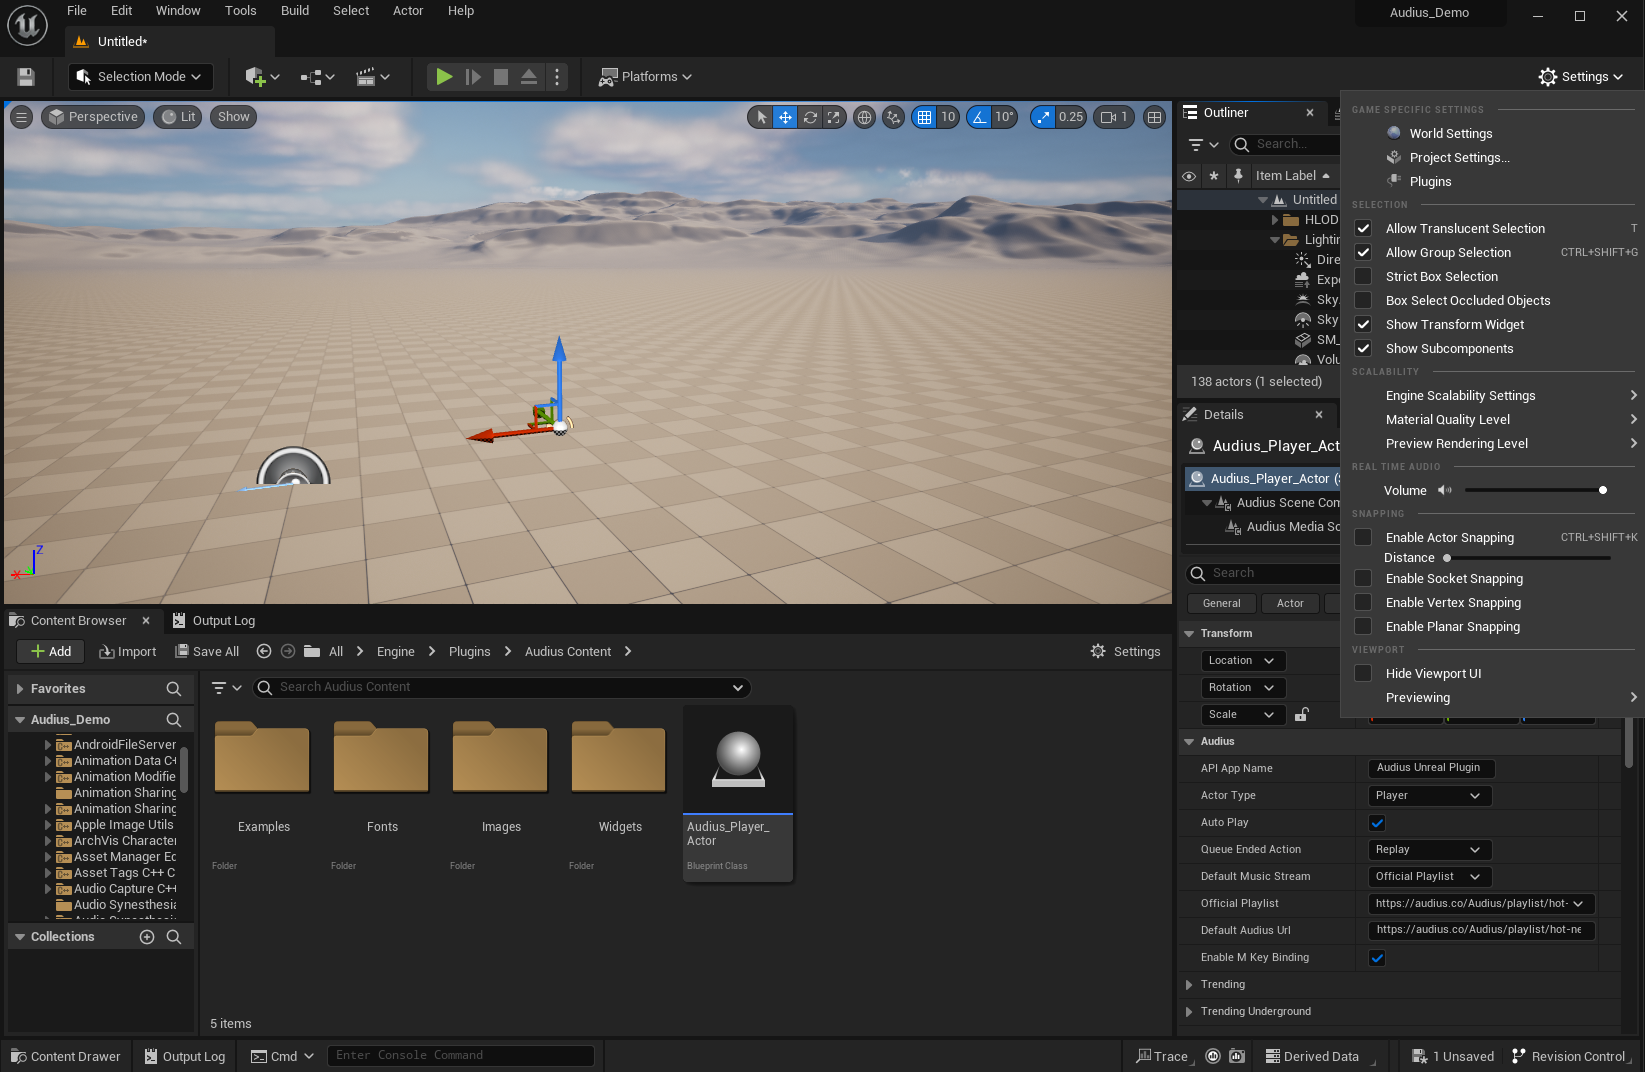 File Edit Window Tools Build Select Actor Help
Audius_Demo
Untitled*
Selection Mode
Platforms
Settings
Perspective
Lit
Show
10
10°
0.25
1
Outliner
Search...
Item Label
Untitled
HLOD
Lightin
Dire
Expo
Sky
Sky
SM_
Volu
138 actors (1 selected)
Details
Audius_Player_Act
Audius_Player_Actor (S
Audius Scene Com
Audius Media So
Search
General
Actor
Transform
Location
Rotation
Scale
GAME SPECIFIC SETTINGS
World Settings
Project Settings...
Plugins
SELECTION
Allow Translucent Selection T
Allow Group Selection CTRL+SHIFT+G
Strict Box Selection
Box Select Occluded Objects
Show Transform Widget
Show Subcomponents
SCALABILITY
Engine Scalability Settings
Material Quality Level
Preview Rendering Level
REAL TIME AUDIO
Volume
SNAPPING
Enable Actor Snapping CTRL+SHIFT+K
Distance
Enable Socket Snapping
Enable Vertex Snapping
Enable Planar Snapping
VIEWPORT
Hide Viewport UI
Previewing
Audius
API App Name Audius Unreal Plugin
Actor Type Player
Auto Play
Queue Ended Action Replay
Default Music Stream Official Playlist
Official Playlist https://audius.co/Audius/playlist/hot-
Default Audius Url https://audius.co/Audius/playlist/hot-ne
Enable M Key Binding
Trending
Trending Underground
Z
X
Content Browser
Output Log
Add
Import
Save All
All
Engine
Plugins
Audius Content
Settings
Favorites
Audius_Demo
AndroidFileServer
Animation Data C+
Animation Modifie
Animation Sharing
Animation Sharing
Apple Image Utils
ArchVis Character
Asset Manager Ed
Asset Tags C++ C
Audio Capture C++
Audio Synesthesia
Audio Synesthesia
Collections
Search Audius Content
Examples
Folder
Fonts
Folder
Images
Folder
Widgets
Folder
Audius_Player_
Actor
Blueprint Class
5 items
Content Drawer
Output Log
Cmd
Enter Console Command
Trace
Derived Data
1 Unsaved
Revision Control